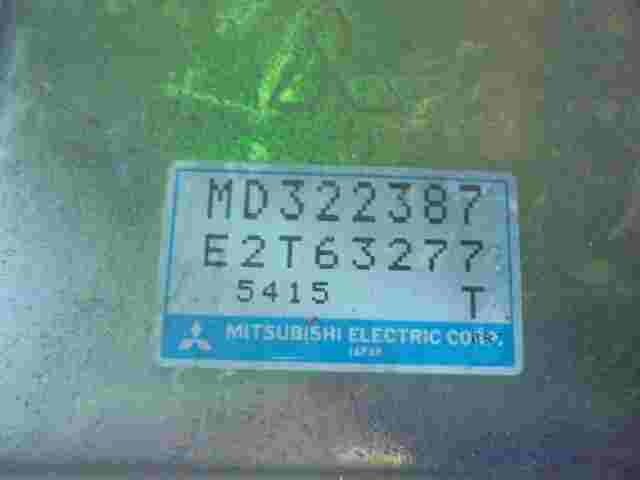 MD322387
E2T63277
5415 T
MITSUBISHI ELECTRIC CORP.
JAPAN